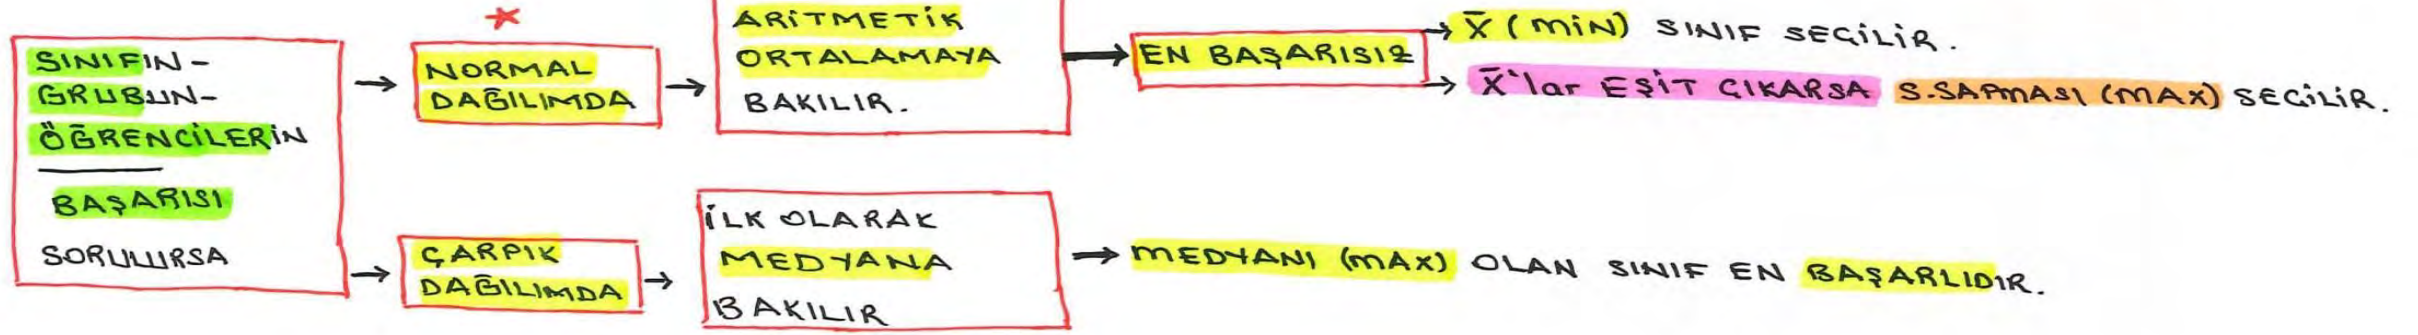 SINIFIN-
GRUBUN-
ÖĞRENCİLERİN
BAŞARISI
SORULURSA
NORMAL
DAĞILIMDA
ARİTMETİK
ORTALAMAYA
BAKILIR.
EN BAŞARISIZ
X̄ (MİN) SINIF SEÇİLİR.
X̄'lar EŞİT ÇIKARSA S.SAPMASI (MAX) SEÇİLİR.
ÇARPIK
DAĞILIMDA
İLK OLARAK
MEDYANA
BAKILIR
MEDYANI (MAX) OLAN SINIF EN BAŞARLIDIR.